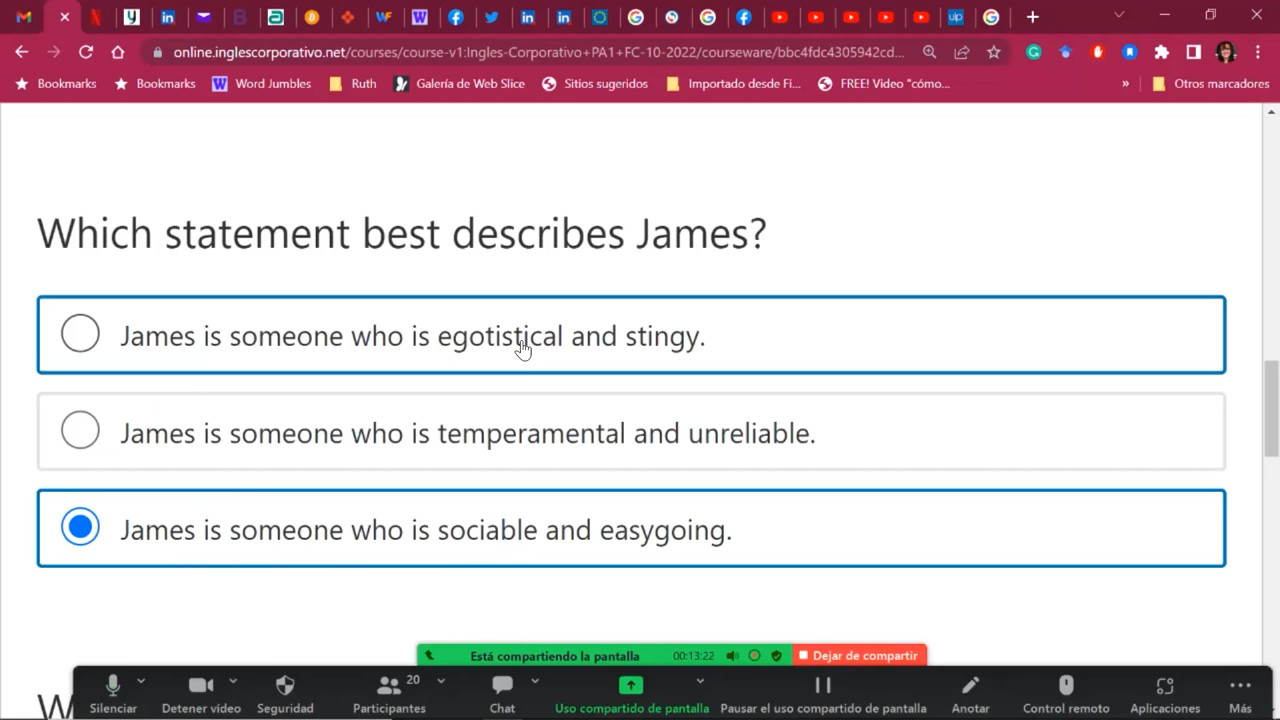 online.inglescorporativo.net/courses/course-v1:Ingles-Corporativo+PA1+FC-10-2022/courseware/bbc4fdc4305942cd...
Bookmarks Bookmarks Word Jumbles Ruth Galería de Web Slice Sitios sugeridos Importado desde Fi... FREE! Video "cómo... » Otros marcadores
Which statement best describes James?
James is someone who is egotistical and stingy.
James is someone who is temperamental and unreliable.
James is someone who is sociable and easygoing.
Está compartiendo la pantalla 00:13:22 Dejar de compartir
20
Silenciar Detener vídeo Seguridad Participantes Chat Uso compartido de pantalla Pausar el uso compartido de pantalla Anotar Control remoto Aplicaciones Más